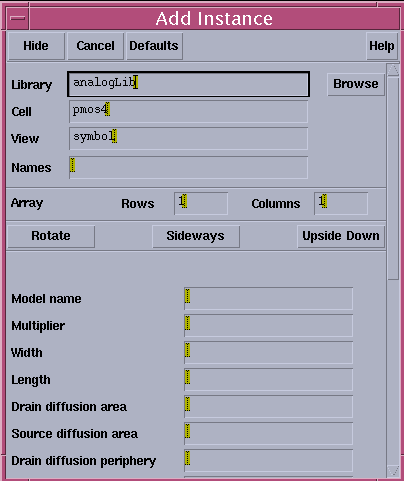 Add Instance
Hide Cancel Defaults Help
Library analogLib Browse
Cell pmos4
View symbol
Names
Array Rows 1 Columns 1
Rotate Sideways Upside Down
Model name
Multiplier
Width
Length
Drain diffusion area
Source diffusion area
Drain diffusion periphery